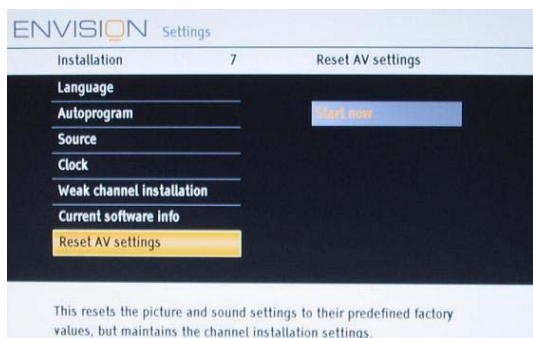 ENVISION Settings
Installation 7 Reset AV settings
Language
Autoprogram Start now
Source
Clock
Weak channel installation
Current software info
Reset AV settings
This resets the picture and sound settings to their predefined factory
values, but maintains the channel installation settings.